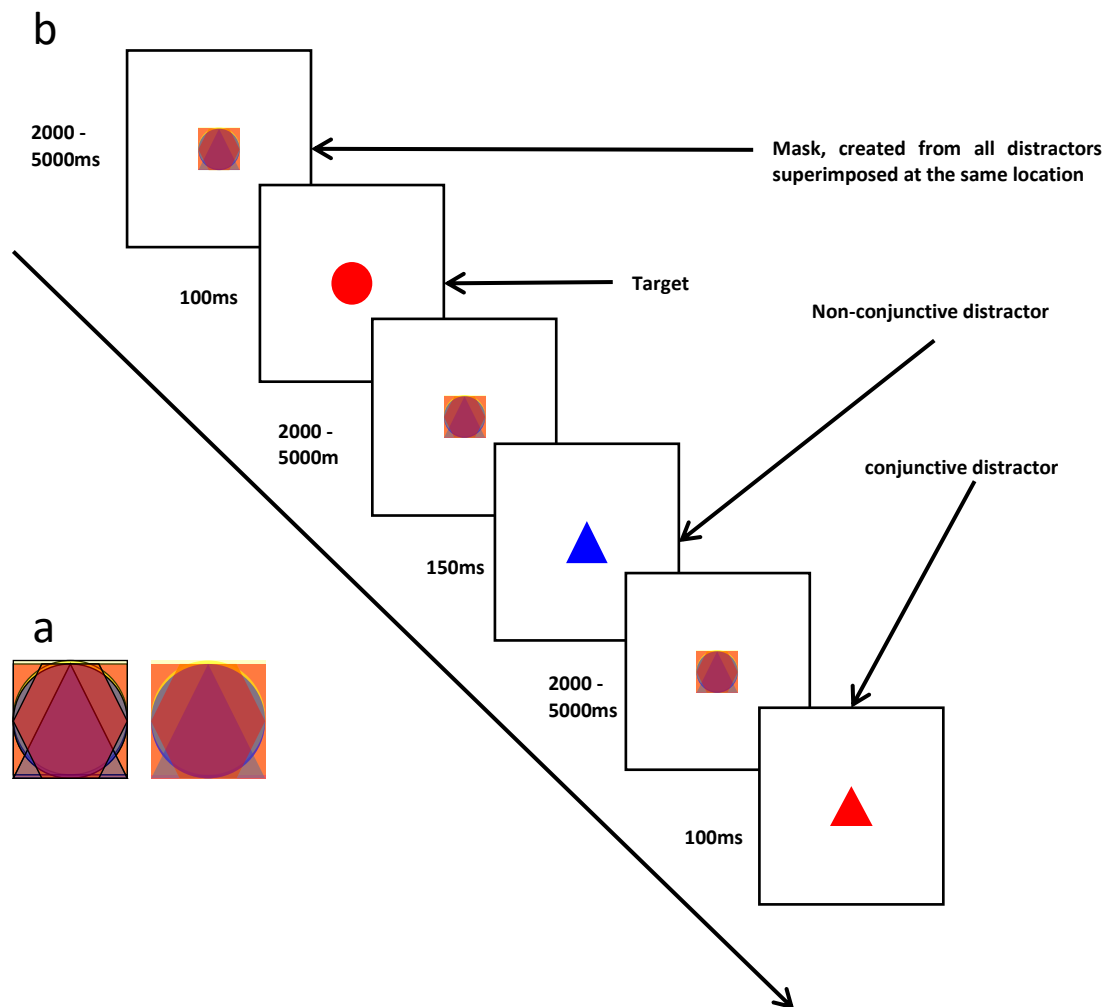 b
2000 -
5000ms
Mask, created from all distractors
superimposed at the same location
100ms
Target
Non-conjunctive distractor
2000 -
5000m
conjunctive distractor
150ms
a
2000 -
5000ms
100ms